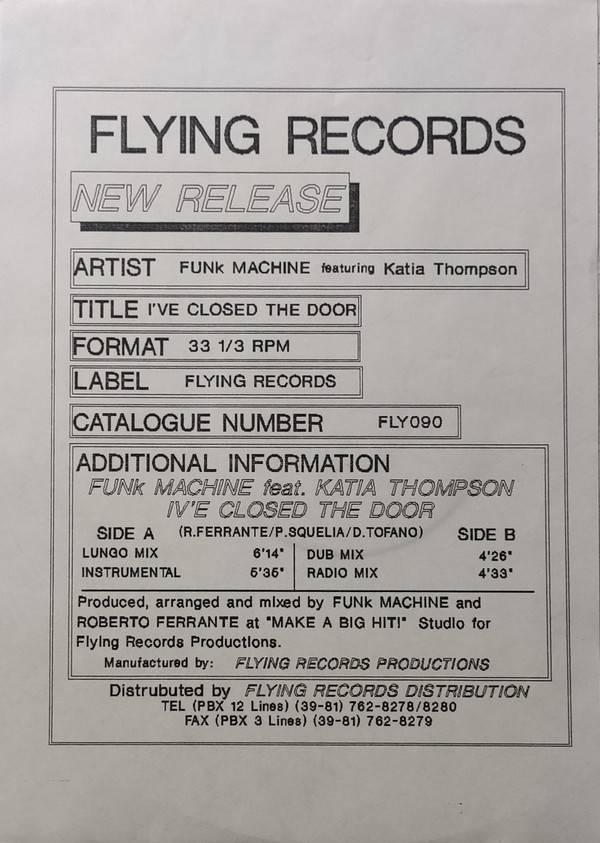 FLYING RECORDS
NEW RELEASE
ARTIST FUNk MACHINE featuring Katia Thompson
TITLE I'VE CLOSED THE DOOR
FORMAT 33 1/3 RPM
LABEL FLYING RECORDS
CATALOGUE NUMBER FLY090
ADDITIONAL INFORMATION
FUNk MACHINE feat. KATIA THOMPSON
IV'E CLOSED THE DOOR
SIDE A (R.FERRANTE/P.SQUELIA/D.TOFANO) SIDE B
LUNGO MIX 6'14" DUB MIX 4'26"
INSTRUMENTAL 5'35" RADIO MIX 4'33"
Produced, arranged and mixed by FUNk MACHINE and
ROBERTO FERRANTE at "MAKE A BIG HIT!" Studio for
Flying Records Productions.
Manufactured by: FLYING RECORDS PRODUCTIONS
Distrubuted by FLYING RECORDS DISTRIBUTION
TEL (PBX 12 Lines) (39-81) 762-8278/8280
FAX (PBX 3 Lines) (39-81) 762-8279